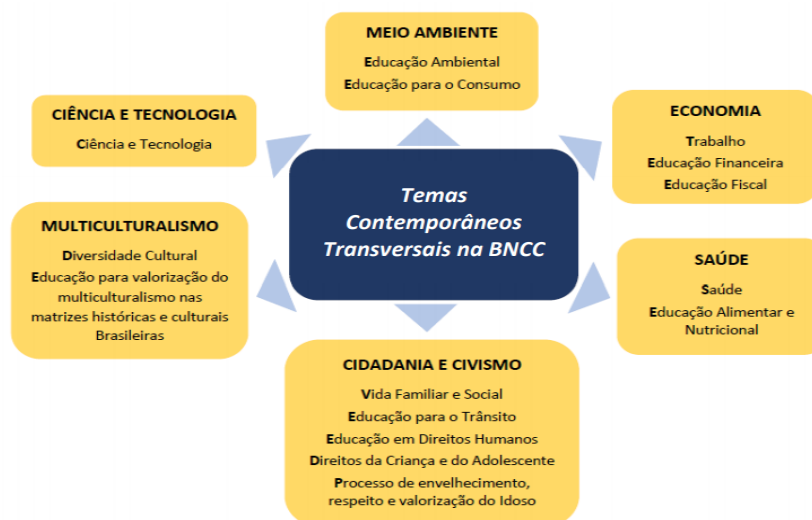 MEIO AMBIENTE
Educação Ambiental
Educação para o Consumo
CIÊNCIA E TECNOLOGIA
Ciência e Tecnologia
ECONOMIA
Trabalho
Educação Financeira
Educação Fiscal
Temas
Contemporâneos
Transversais na BNCC
MULTICULTURALISMO
Diversidade Cultural
Educação para valorização do
multiculturalismo nas
matrizes históricas e culturais
Brasileiras
SAÚDE
Saúde
Educação Alimentar e
Nutricional
CIDADANIA E CIVISMO
Vida Familiar e Social
Educação para o Trânsito
Educação em Direitos Humanos
Direitos da Criança e do Adolescente
Processo de envelhecimento,
respeito e valorização do Idoso